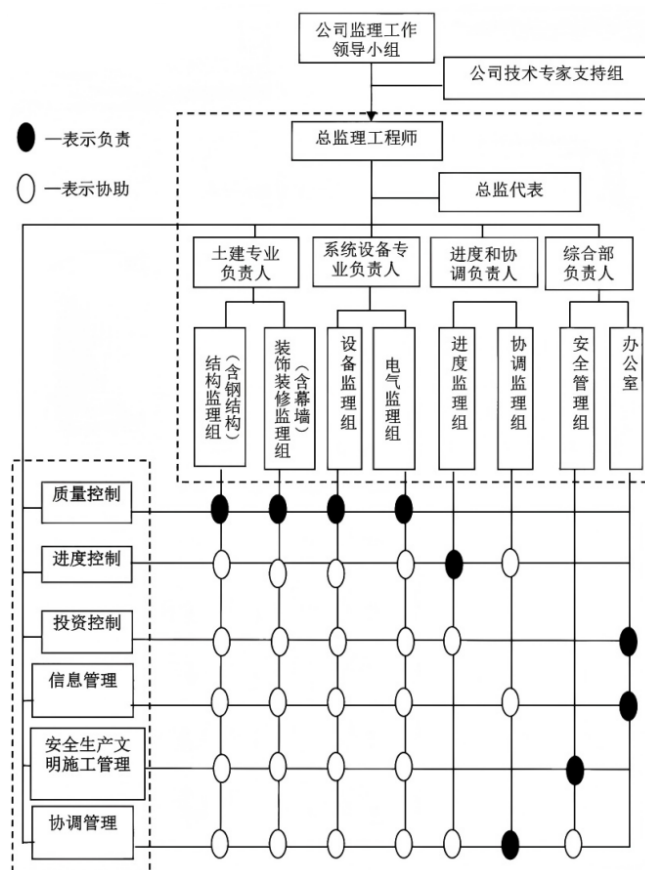 公司监理工作
领导小组
公司技术专家支持组
总监理工程师
—表示负责
—表示协助
总监代表
土建专业
负责人
系统设备专
业负责人
进度和协
调负责人
综合部
负责人
结构监理组
（含钢结构）
装饰装修监理组
（含幕墙）
设备监理组
电气监理组
进度监理组
协调监理组
安全管理组
办公室
质量控制
进度控制
投资控制
信息管理
安全生产文
明施工管理
协调管理